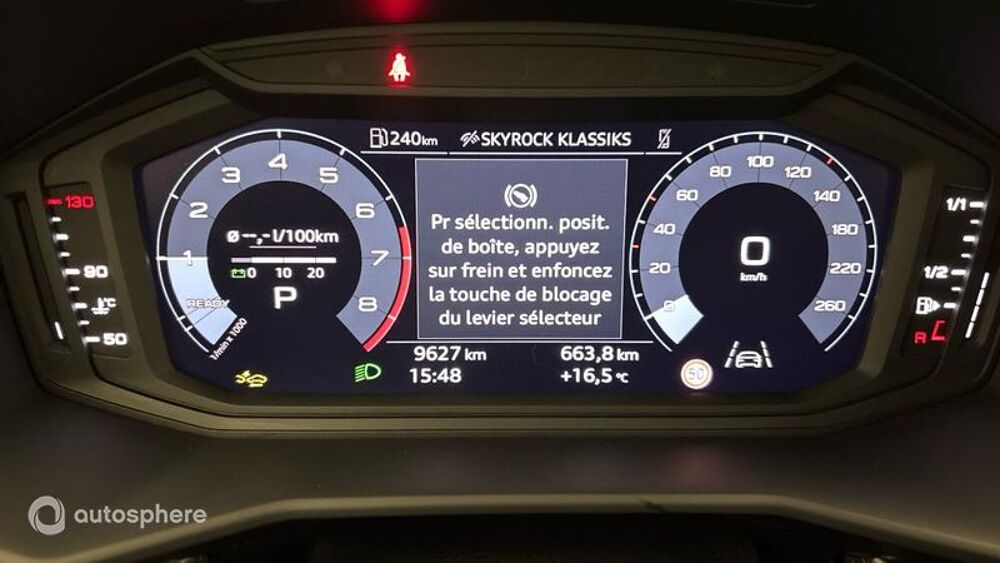 240 km SKYROCK KLASSIKS
1 2 3 4 5 6 7 8
READY
1/min x 1000
ø --,- l/100km
0 10 20
P
Pr sélectionn. posit.
de boîte, appuyez
sur frein et enfoncez
la touche de blocage
du levier sélecteur
9627 km 663,8 km
15:48 +16,5 °C
0 20 40 60 80 100 120 140 180 220 260
0
km/h
50
130
90
°C
50
1/1
1/2
R
autosphere